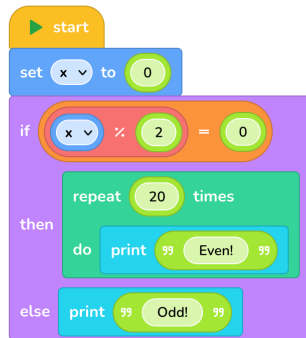 start
set x to 0
if x % 2 = 0
repeat 20 times
then
do print ” Even! ”
else print ” Odd! ”